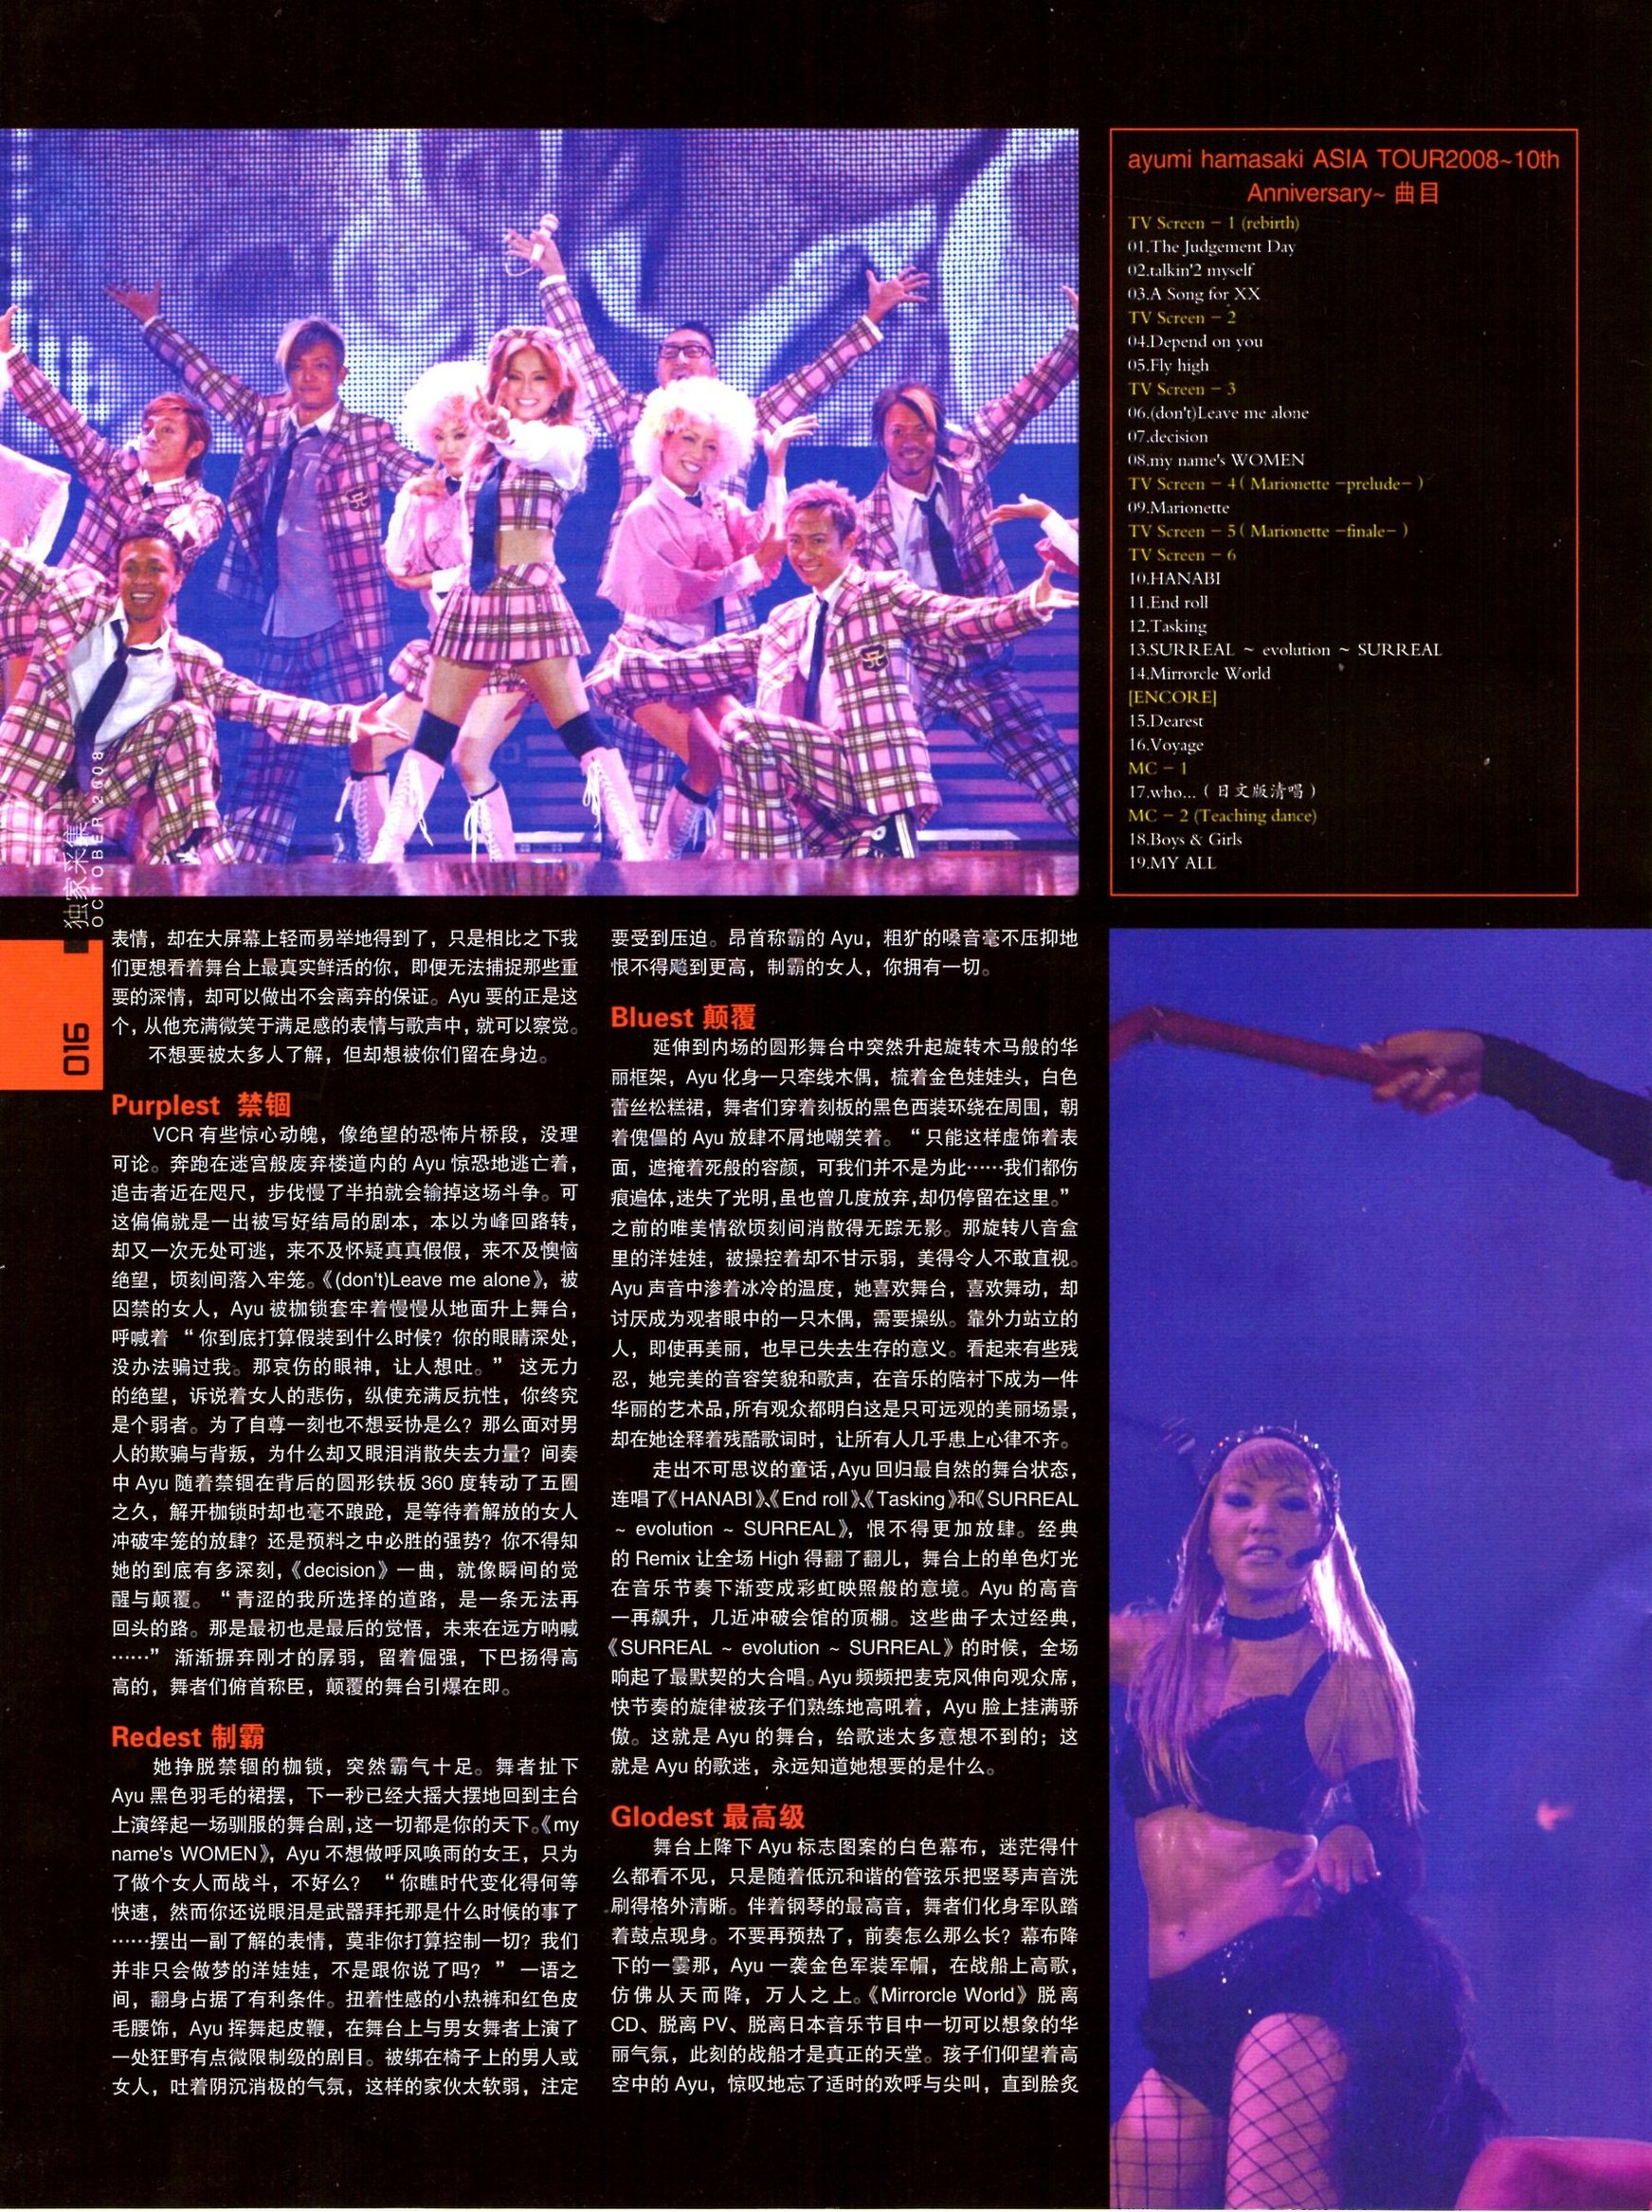 ayumi hamasaki ASIA TOUR2008~10th
Anniversary~ 曲目
TV Screen － 1 (rebirth)
01.The Judgement Day
02.talkin'2 myself
03.A Song for XX
TV Screen － 2
04.Depend on you
05.Fly high
TV Screen － 3
06.(don't)Leave me alone
07.decision
08.my name's WOMEN
TV Screen － 4（Marionette －prelude－）
09.Marionette
TV Screen － 5（Marionette －finale－）
TV Screen － 6
10.HANABI
11.End roll
12.Tasking
13.SURREAL ~ evolution ~ SURREAL
14.Mirrorcle World
[ENCORE]
15.Dearest
16.Voyage
MC － 1
17.who...（日文版清唱）
MC － 2 (Teaching dance)
18.Boys & Girls
19.MY ALL
独家采集
OCTOBER 2008
016
表情，却在大屏幕上轻而易举地得到了，只是相比之下我
们更想看着舞台上最真实鲜活的你，即便无法捕捉那些重
要的深情，却可以做出不会离弃的保证。Ayu 要的正是这
个，从他充满微笑于满足感的表情与歌声中，就可以察觉。
不想要被太多人了解，但却想被你们留在身边。
Purplest 禁锢
VCR 有些惊心动魄，像绝望的恐怖片桥段，没理
可论。奔跑在迷宫般废弃楼道内的 Ayu 惊恐地逃亡着，
追击者近在咫尺，步伐慢了半拍就会输掉这场斗争。可
这偏偏就是一出被写好结局的剧本，本以为峰回路转，
却又一次无处可逃，来不及怀疑真真假假，来不及懊恼
绝望，顷刻间落入牢笼。《(don't)Leave me alone》，被
囚禁的女人，Ayu 被枷锁套牢着慢慢从地面升上舞台，
呼喊着 “你到底打算假装到什么时候？你的眼睛深处，
没办法骗过我。那哀伤的眼神，让人想吐。” 这无力
的绝望，诉说着女人的悲伤，纵使充满反抗性，你终究
是个弱者。为了自尊一刻也不想妥协是么？那么面对男
人的欺骗与背叛，为什么却又眼泪消散失去力量？间奏
中 Ayu 随着禁锢在背后的圆形铁板 360 度转动了五圈
之久，解开枷锁时却也毫不踉跄，是等待着解放的女人
冲破牢笼的放肆？还是预料之中必胜的强势？你不得知
她的到底有多深刻，《decision》一曲，就像瞬间的觉
醒与颠覆。“青涩的我所选择的道路，是一条无法再
回头的路。那是最初也是最后的觉悟，未来在远方呐喊
……” 渐渐摒弃刚才的孱弱，留着倔强，下巴扬得高
高的，舞者们俯首称臣，颠覆的舞台引爆在即。
Redest 制霸
她挣脱禁锢的枷锁，突然霸气十足。舞者扯下
Ayu 黑色羽毛的裙摆，下一秒已经大摇大摆地回到主台
上演绎起一场驯服的舞台剧，这一切都是你的天下。《my
name's WOMEN》，Ayu 不想做呼风唤雨的女王，只为
了做个女人而战斗，不好么？ “你瞧时代变化得何等
快速，然而你还说眼泪是武器拜托那是什么时候的事了
……摆出一副了解的表情，莫非你打算控制一切？我们
并非只会做梦的洋娃娃，不是跟你说了吗？” 一语之
间，翻身占据了有利条件。扭着性感的小热裤和红色皮
毛腰饰，Ayu 挥舞起皮鞭，在舞台上与男女舞者上演了
一处狂野有点微限制级的剧目。被绑在椅子上的男人或
女人，吐着阴沉消极的气氛，这样的家伙太软弱，注定
要受到压迫。昂首称霸的 Ayu，粗犷的嗓音毫不压抑地
恨不得飚到更高，制霸的女人，你拥有一切。
Bluest 颠覆
延伸到内场的圆形舞台中突然升起旋转木马般的华
丽框架，Ayu 化身一只牵线木偶，梳着金色娃娃头，白色
蕾丝松糕裙，舞者们穿着刻板的黑色西装环绕在周围，朝
着傀儡的 Ayu 放肆不屑地嘲笑着。“只能这样虚饰着表
面，遮掩着死般的容颜，可我们并不是为此……我们都伤
痕遍体，迷失了光明，虽也曾几度放弃，却仍停留在这里。”
之前的唯美情欲顷刻间消散得无踪无影。那旋转八音盒
里的洋娃娃，被操控着却不甘示弱，美得令人不敢直视。
Ayu 声音中渗着冰冷的温度，她喜欢舞台，喜欢舞动，却
讨厌成为观者眼中的一只木偶，需要操纵。靠外力站立的
人，即使再美丽，也早已失去生存的意义。看起来有些残
忍，她完美的音容笑貌和歌声，在音乐的陪衬下成为一件
华丽的艺术品，所有观众都明白这是只可远观的美丽场景，
却在她诠释着残酷歌词时，让所有人几乎患上心律不齐。
走出不可思议的童话，Ayu 回归最自然的舞台状态，
连唱了《HANABI》、《End roll》、《Tasking》和《SURREAL
~ evolution ~ SURREAL》，恨不得更加放肆。经典
的 Remix 让全场 High 得翻了翻儿，舞台上的单色灯光
在音乐节奏下渐变成彩虹映照般的意境。Ayu 的高音
一再飙升，几近冲破会馆的顶棚。这些曲子太过经典，
《SURREAL ~ evolution ~ SURREAL》的时候，全场
响起了最默契的大合唱。Ayu 频频把麦克风伸向观众席，
快节奏的旋律被孩子们熟练地高吼着，Ayu 脸上挂满骄
傲。这就是 Ayu 的舞台，给歌迷太多意想不到的；这
就是 Ayu 的歌迷，永远知道她想要的是什么。
Glodest 最高级
舞台上降下 Ayu 标志图案的白色幕布，迷茫得什
么都看不见，只是随着低沉和谐的管弦乐把竖琴声音洗
刷得格外清晰。伴着钢琴的最高音，舞者们化身军队踏
着鼓点现身。不要再预热了，前奏怎么那么长？幕布降
下的一霎那，Ayu 一袭金色军装军帽，在战船上高歌，
仿佛从天而降，万人之上。《Mirrorcle World》脱离
CD、脱离 PV、脱离日本音乐节目中一切可以想象的华
丽气氛，此刻的战船才是真正的天堂。孩子们仰望着高
空中的 Ayu，惊叹地忘了适时的欢呼与尖叫，直到脍炙